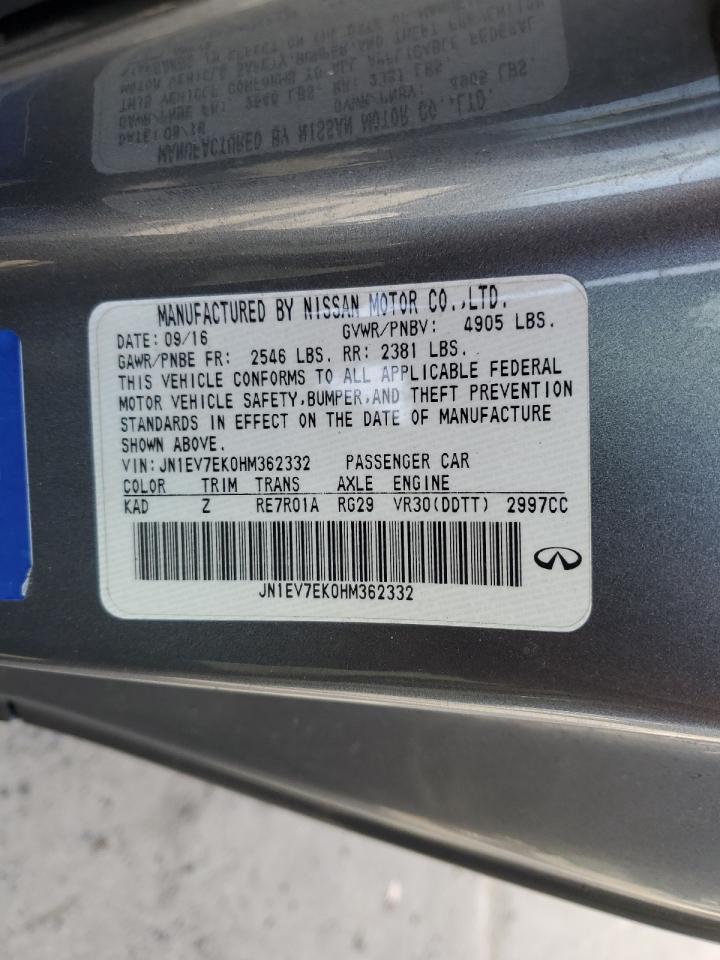 MANUFACTURED BY NISSAN MOTOR CO.,LTD.
DATE: 09/16 GVWR/PNBV: 4905 LBS.
GAWR/PNBE FR: 2546 LBS. RR: 2381 LBS.
THIS VEHICLE CONFORMS TO ALL APPLICABLE FEDERAL
MOTOR VEHICLE SAFETY,BUMPER,AND THEFT PREVENTION
STANDARDS IN EFFECT ON THE DATE OF MANUFACTURE
SHOWN ABOVE.
VIN:JN1EV7EK0HM362332 PASSENGER CAR
COLOR TRIM TRANS AXLE ENGINE
KAD Z RE7R01A RG29 VR30(DDTT) 2997CC
JN1EV7EK0HM362332